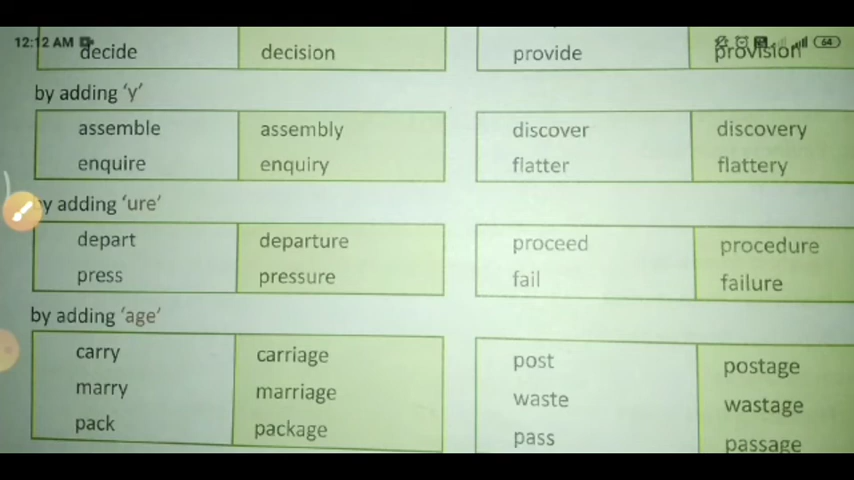 12:12 AM 64
decide decision provide provision
by adding 'y'
assemble assembly discover discovery
enquire enquiry flatter flattery
by adding 'ure'
depart departure proceed procedure
press pressure fail failure
by adding 'age'
carry carriage post postage
marry marriage waste wastage
pack package pass passage